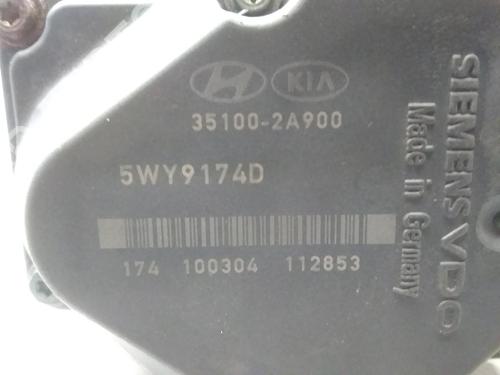 KIA
35100-2A900
5WY9174D
174 100304 112853
SIEMENS VDO
Made in Germany